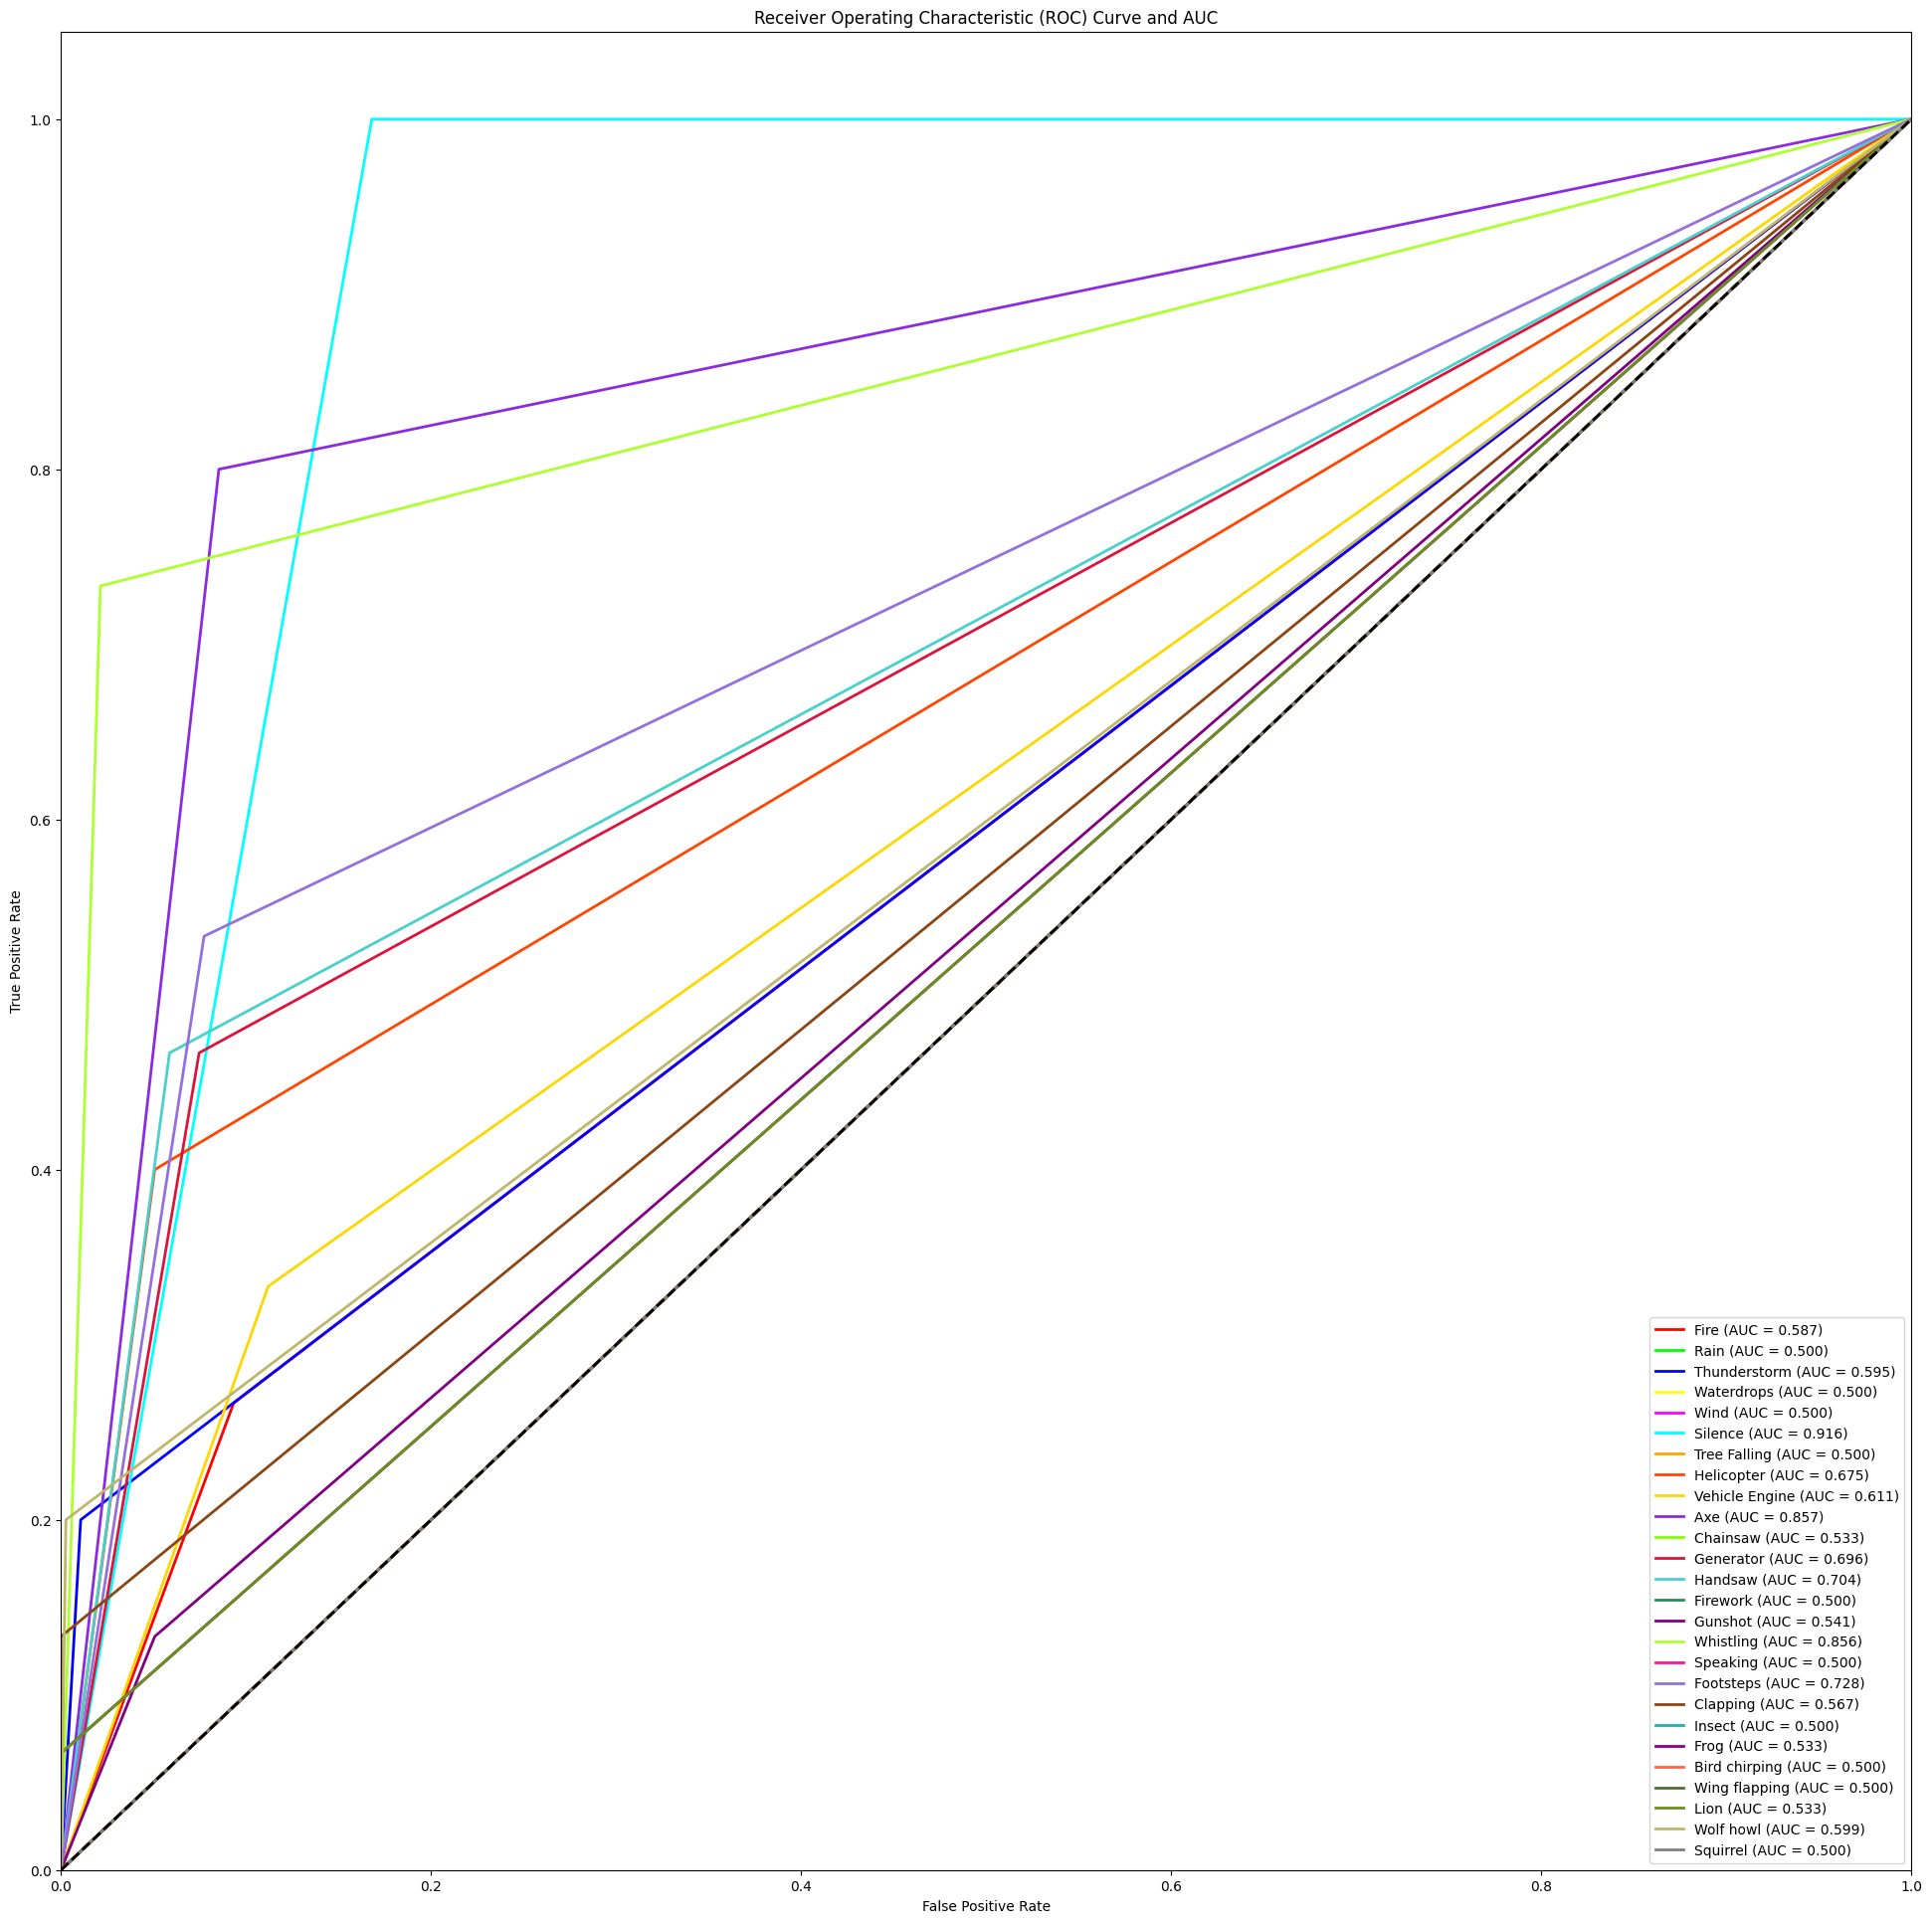 Receiver Operating Characteristic (ROC) Curve and AUC
True Positive Rate
1.0
0.8
0.6
0.4
0.2
0.0
Fire (AUC = 0.587)
Rain (AUC = 0.500)
Thunderstorm (AUC = 0.595)
Waterdrops (AUC = 0.500)
Wind (AUC = 0.500)
Silence (AUC = 0.916)
Tree Falling (AUC = 0.500)
Helicopter (AUC = 0.675)
Vehicle Engine (AUC = 0.611)
Axe (AUC = 0.857)
Chainsaw (AUC = 0.533)
Generator (AUC = 0.696)
Handsaw (AUC = 0.704)
Firework (AUC = 0.500)
Gunshot (AUC = 0.541)
Whistling (AUC = 0.856)
Speaking (AUC = 0.500)
Footsteps (AUC = 0.728)
Clapping (AUC = 0.567)
Insect (AUC = 0.500)
Frog (AUC = 0.533)
Bird chirping (AUC = 0.500)
Wing flapping (AUC = 0.500)
Lion (AUC = 0.533)
Wolf howl (AUC = 0.599)
Squirrel (AUC = 0.500)
0.0 0.2 0.4 0.6 0.8 1.0
False Positive Rate